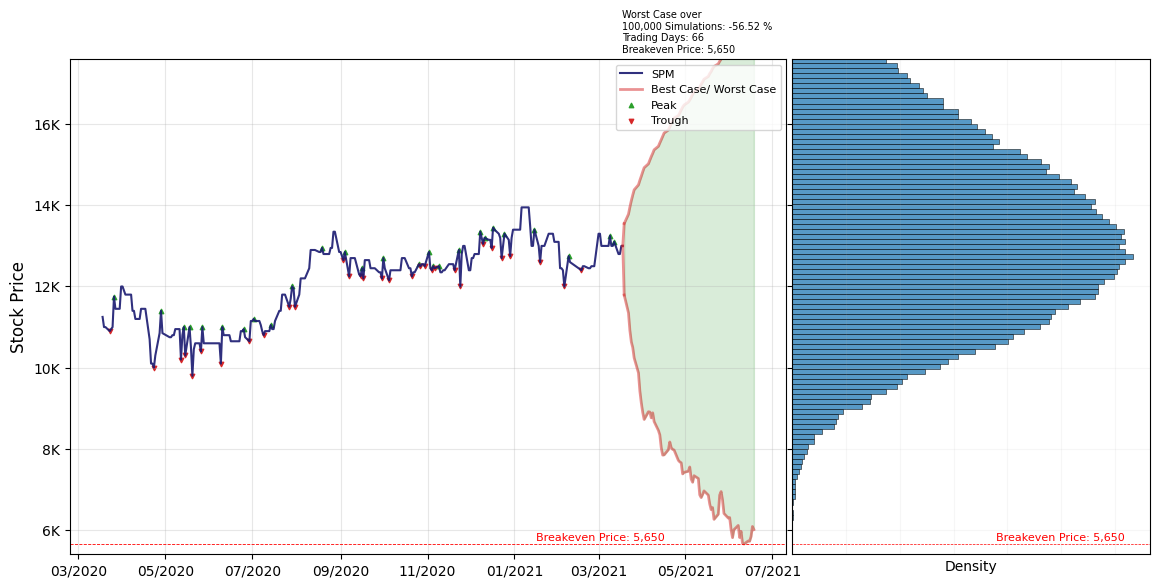 Worst Case over
100,000 Simulations: -56.52 %
Trading Days: 66
Breakeven Price: 5,650
SPM
Best Case/ Worst Case
Peak
Trough
16K
14K
12K
10K
8K
6K
Stock Price
Breakeven Price: 5,650
Breakeven Price: 5,650
03/2020 05/2020 07/2020 09/2020 11/2020 01/2021 03/2021 05/2021 07/2021
Density